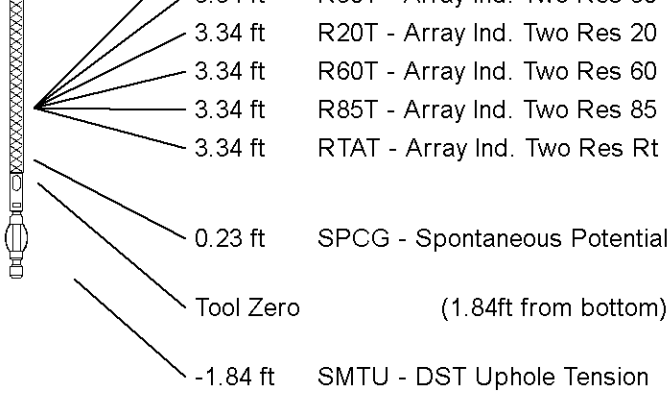 3.34 ft R20T - Array Ind. Two Res 20
3.34 ft R60T - Array Ind. Two Res 60
3.34 ft R85T - Array Ind. Two Res 85
3.34 ft RTAT - Array Ind. Two Res Rt
0.23 ft SPCG - Spontaneous Potential
Tool Zero (1.84ft from bottom)
-1.84 ft SMTU - DST Uphole Tension